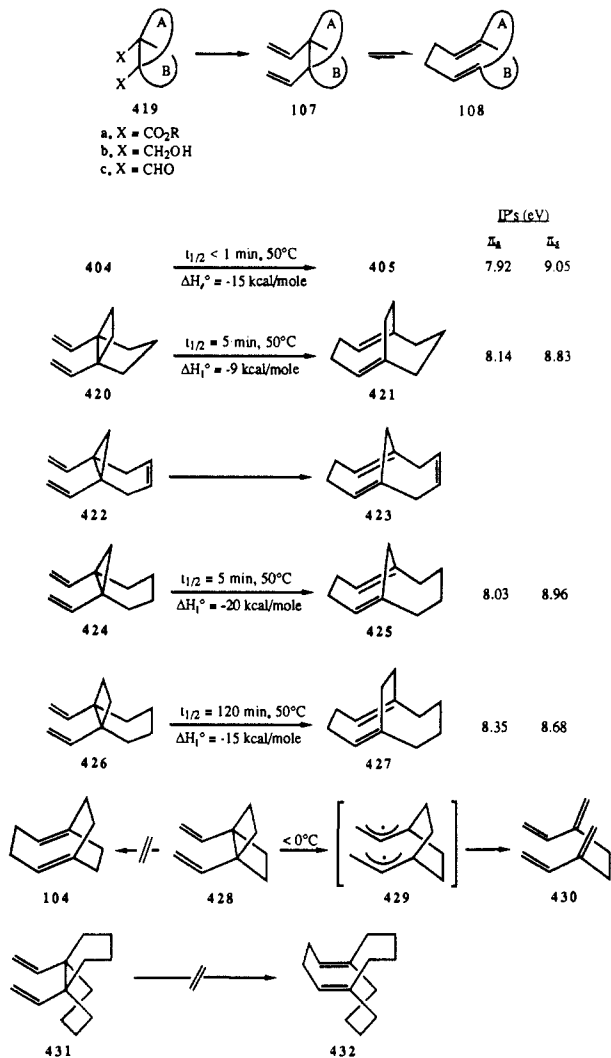 A
X
X
B
419
A
B
107
A
B
108
a, X = CO₂R
b, X = CH₂OH
c, X = CHO
IP's (eV)
πₐ πₛ
404 t₁/₂ < 1 min, 50°C 405 7.92 9.05
ΔHᵣ° = -15 kcal/mole
t₁/₂ = 5 min, 50°C 8.14 8.83
ΔHᵣ° = -9 kcal/mole
420 421
422 423
t₁/₂ = 5 min, 50°C 8.03 8.96
ΔHᵣ° = -20 kcal/mole
424 425
t₁/₂ = 120 min, 50°C 8.35 8.68
ΔHᵣ° = -15 kcal/mole
426 427
< 0°C
104 428 429 430
431 432